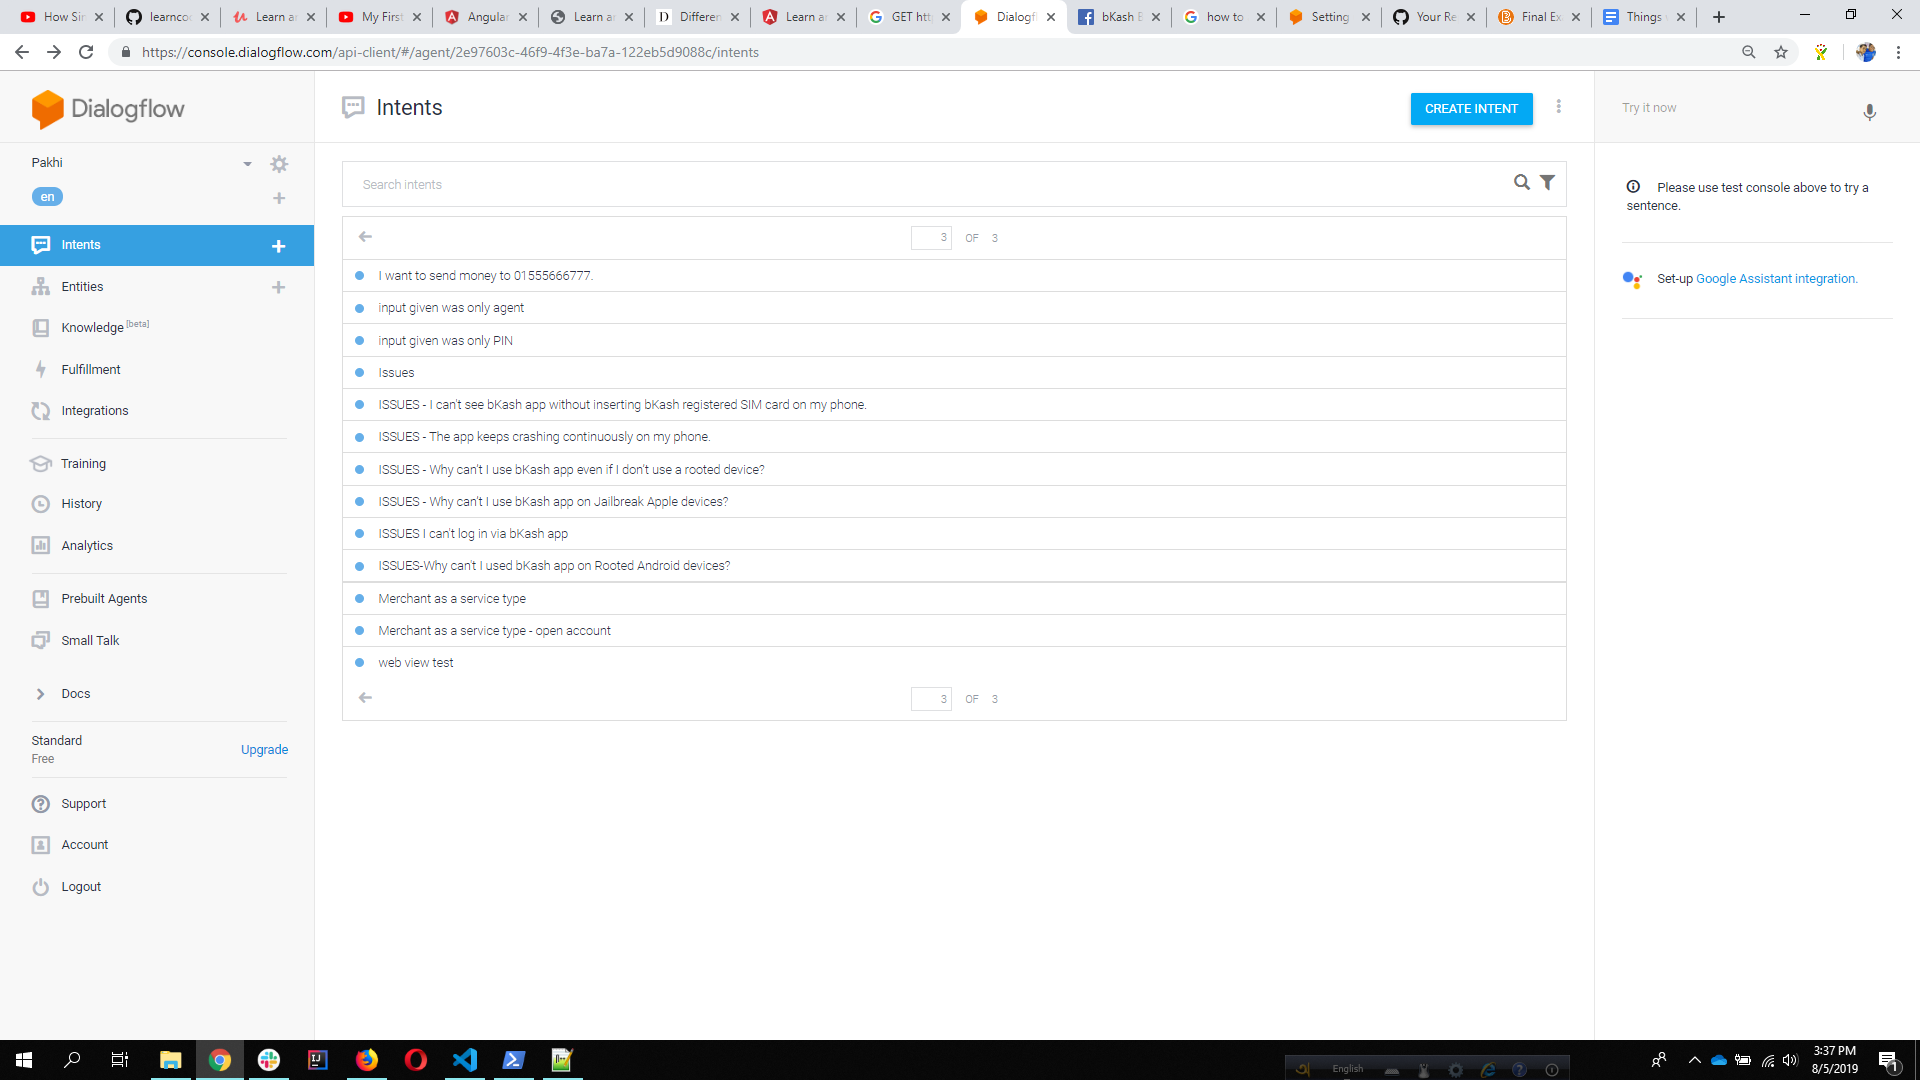 How Sir
learncoc
Learn ar
My First
Angular
Learn ar
Differen
Learn ar
GET http
Dialogfl
bKash B
how to
Setting
Your Re
Final Exa
Things
https://console.dialogflow.com/api-client/#/agent/2e97603c-46f9-4f3e-ba7a-122eb5d9088c/intents
Dialogflow
Intents
CREATE INTENT
Try it now
Pakhi
en
Search intents
Please use test console above to try a
sentence.
Set-up Google Assistant integration.
Intents
Entities
Knowledge [beta]
Fulfillment
Integrations
Training
History
Analytics
Prebuilt Agents
Small Talk
Docs
Standard
Free
Upgrade
Support
Account
Logout
3 OF 3
I want to send money to 01555666777.
input given was only agent
input given was only PIN
Issues
ISSUES - I can't see bKash app without inserting bKash registered SIM card on my phone.
ISSUES - The app keeps crashing continuously on my phone.
ISSUES - Why can't I use bKash app even if I don't use a rooted device?
ISSUES - Why can't I use bKash app on Jailbreak Apple devices?
ISSUES I can't log in via bKash app
ISSUES-Why can't I used bKash app on Rooted Android devices?
Merchant as a service type
Merchant as a service type - open account
web view test
3 OF 3
English
3:37 PM
8/5/2019
1